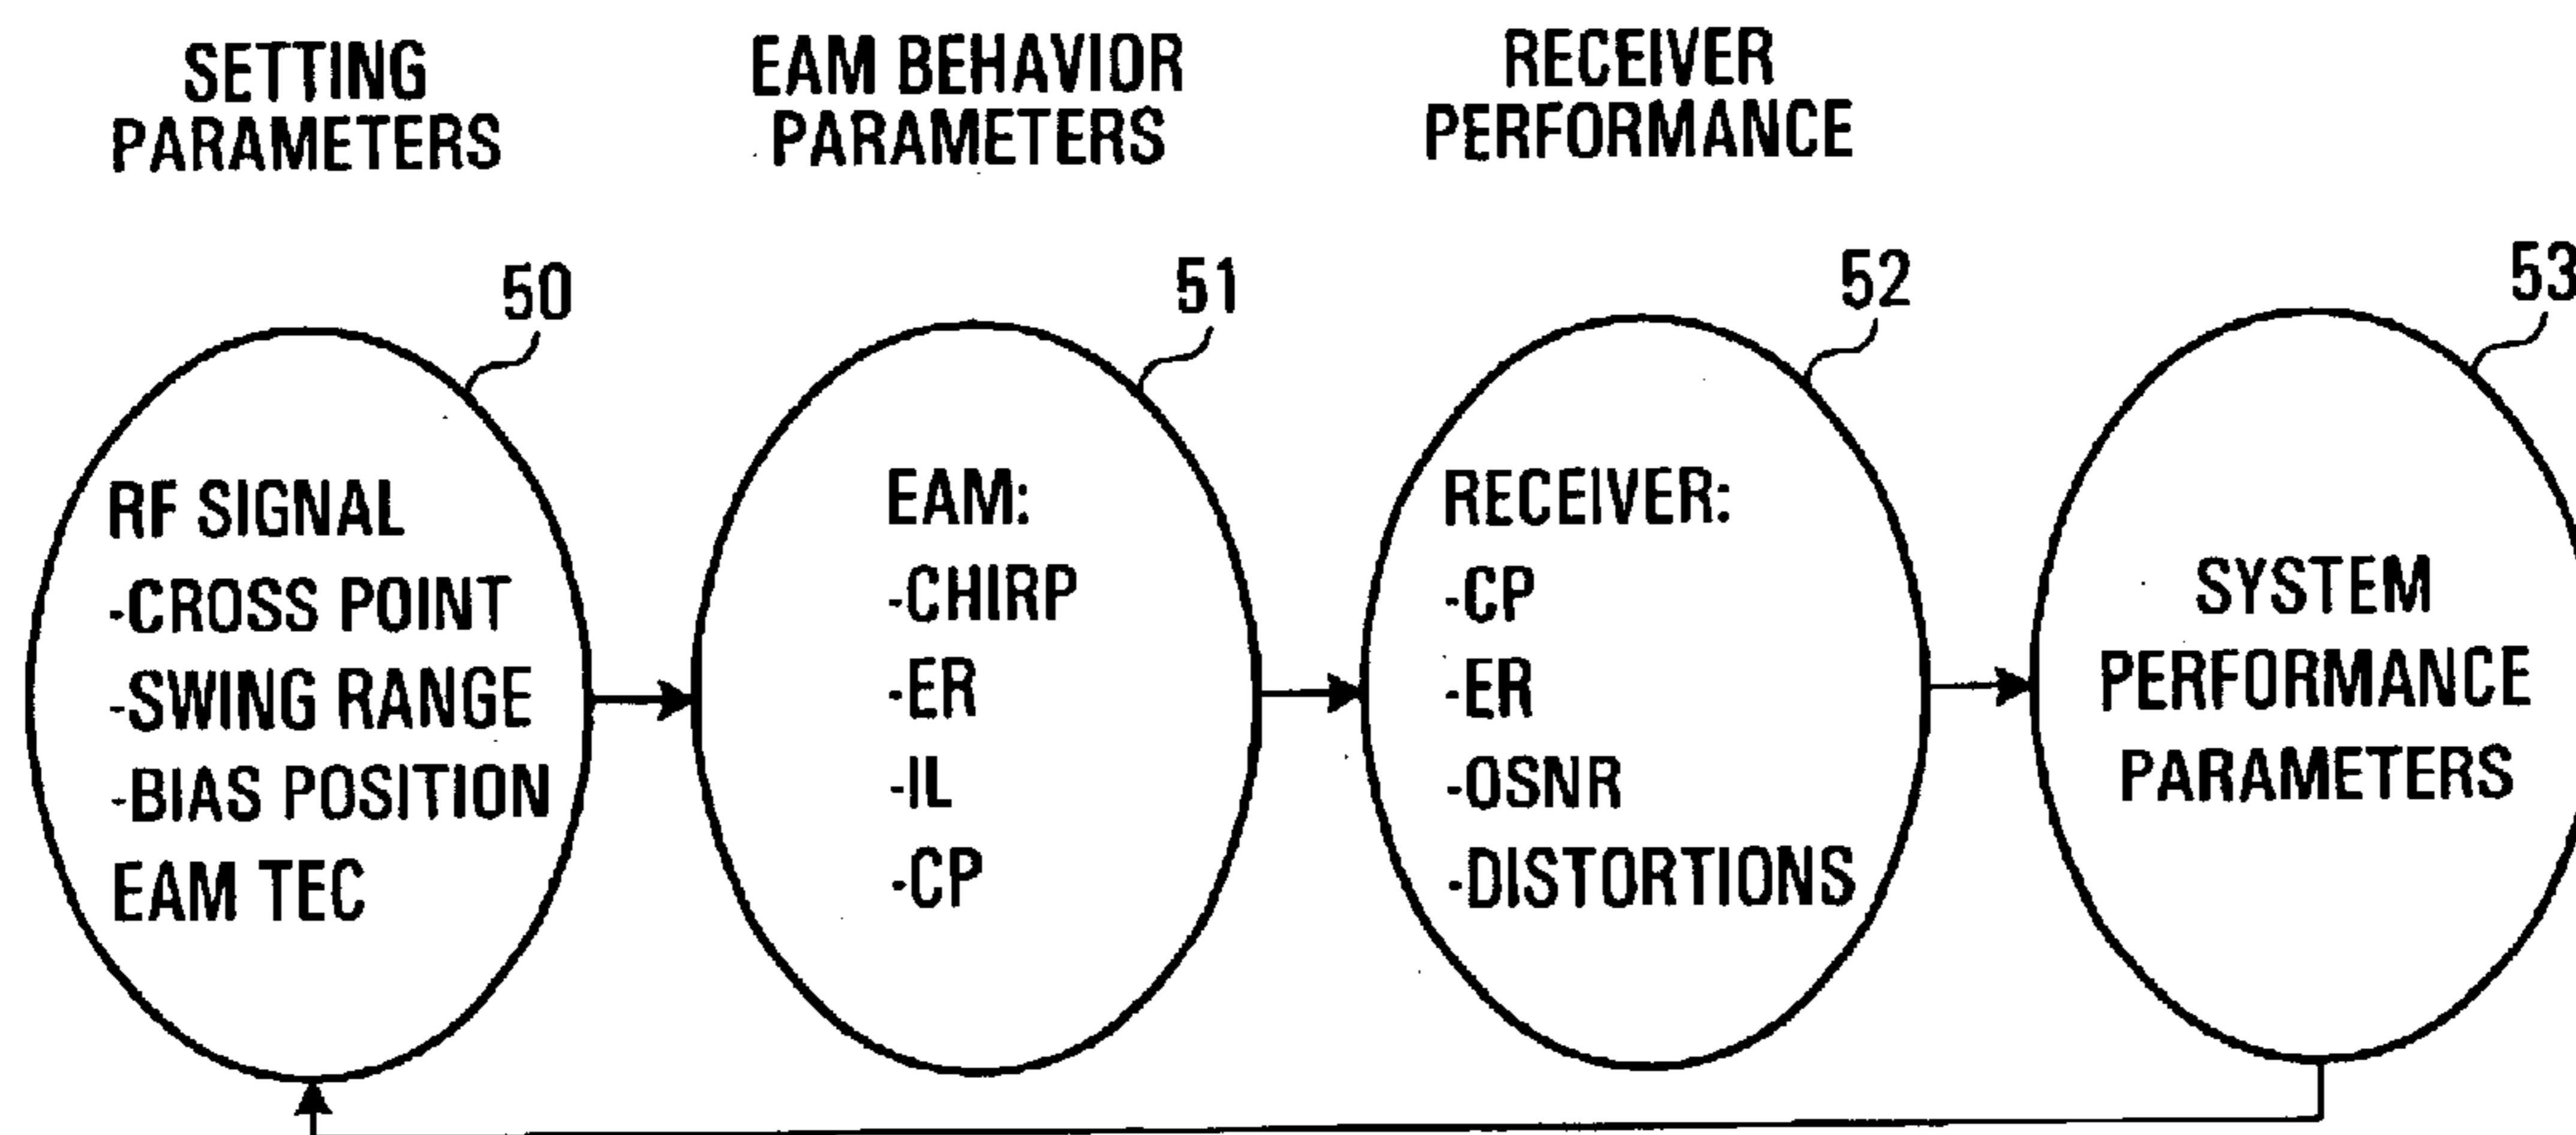 SETTING
PARAMETERS
EAM BEHAVIOR
PARAMETERS
RECEIVER
PERFORMANCE
50
51
52
53
RF SIGNAL
-CROSS POINT
-SWING RANGE
-BIAS POSITION
EAM TEC
EAM:
-CHIRP
-ER
-IL
-CP
RECEIVER:
-CP
-ER
-OSNR
-DISTORTIONS
SYSTEM
PERFORMANCE
PARAMETERS